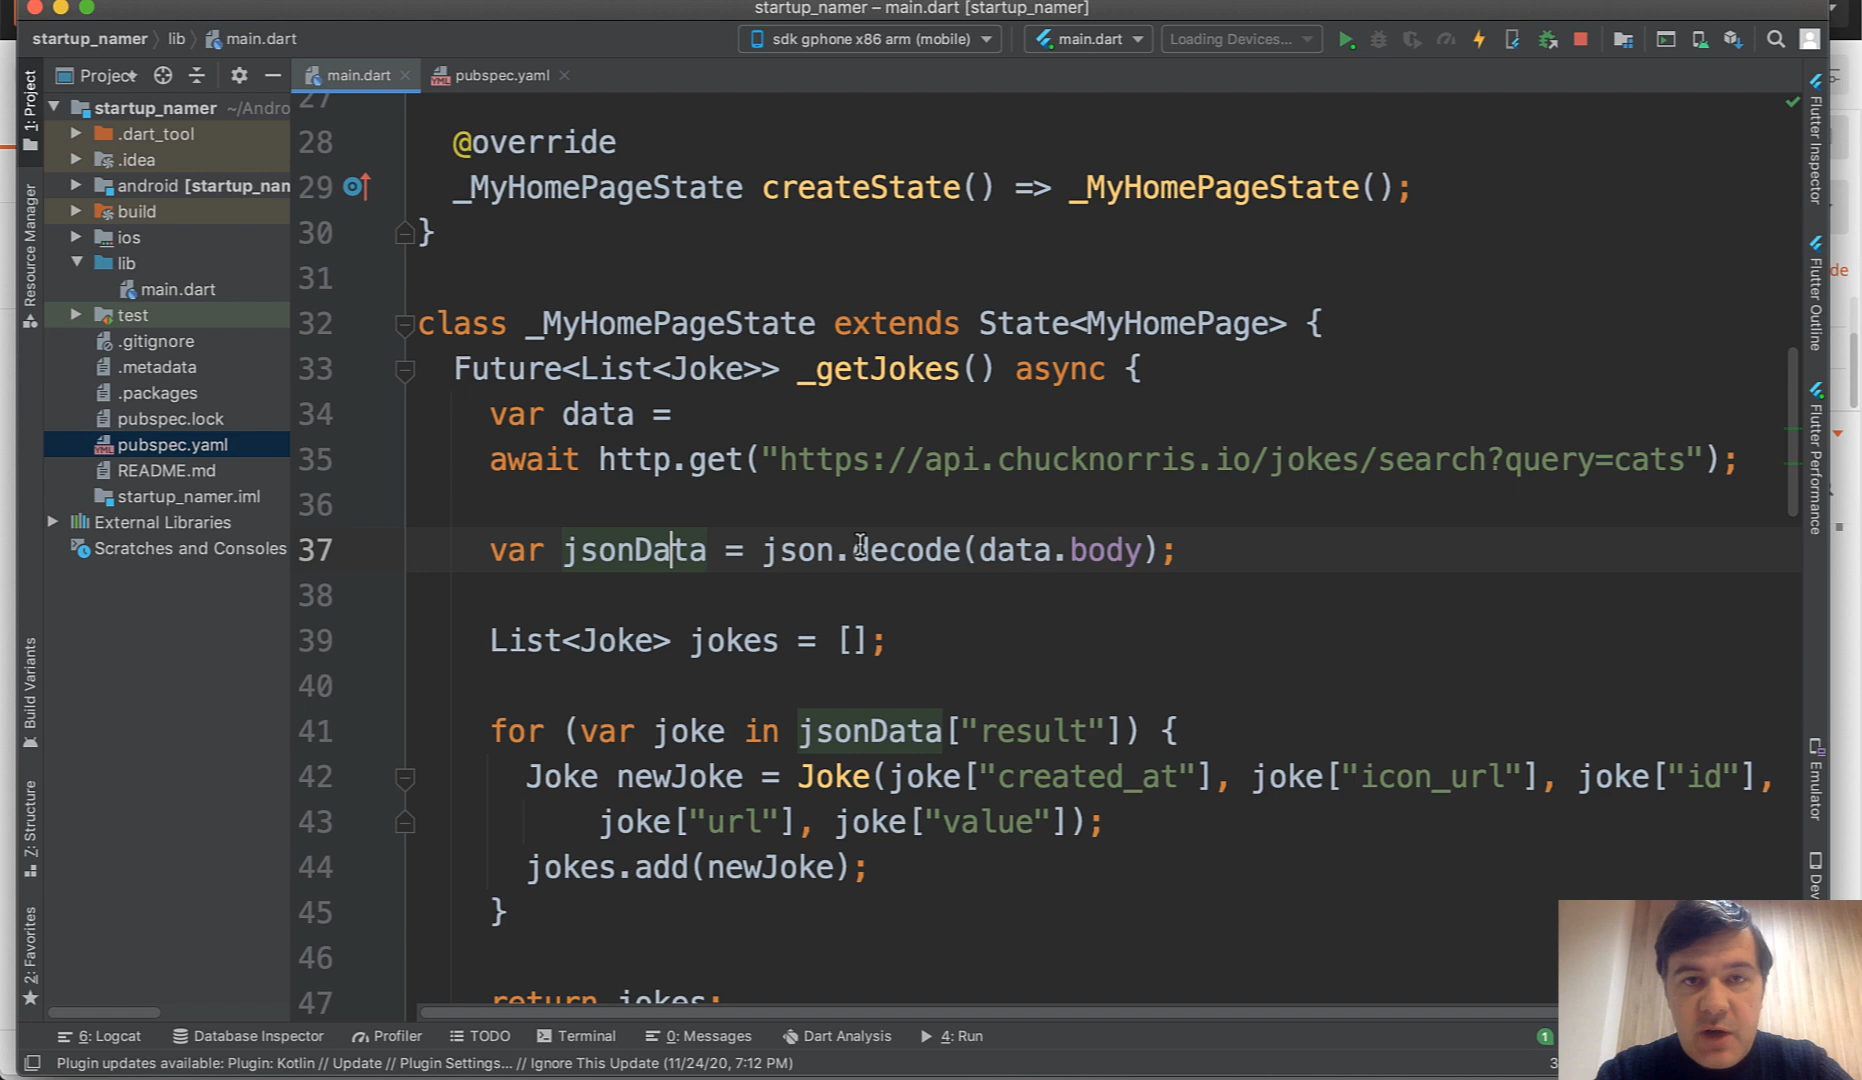 startup_namer – main.dart [startup_namer]
startup_namer lib main.dart
sdk gphone x86 arm (mobile) main.dart Loading Devices...
Project main.dart pubspec.yaml
1: Project
Resource Manager
Build Variants
7: Structure
2: Favorites
startup_namer ~/Andro
.dart_tool
.idea
android [startup_nan
build
ios
lib
main.dart
test
.gitignore
.metadata
.packages
pubspec.lock
pubspec.yaml
README.md
startup_namer.iml
External Libraries
Scratches and Consoles
27
28 @override
29 _MyHomePageState createState() => _MyHomePageState();
30 }
31
32 class _MyHomePageState extends State<MyHomePage> {
33 Future<List<Joke>> _getJokes() async {
34 var data =
35 await http.get("https://api.chucknorris.io/jokes/search?query=cats");
36
37 var jsonData = json.decode(data.body);
38
39 List<Joke> jokes = [];
40
41 for (var joke in jsonData["result"]) {
42 Joke newJoke = Joke(joke["created_at"], joke["icon_url"], joke["id"],
43 joke["url"], joke["value"]);
44 jokes.add(newJoke);
45 }
46
47 return jokes;
Flutter Inspector
Flutter Outline
Flutter Performance
Emulator
Dev
de
6: Logcat Database Inspector Profiler TODO Terminal 0: Messages Dart Analysis 4: Run 1
Plugin updates available: Plugin: Kotlin // Update // Plugin Settings... // Ignore This Update (11/24/20, 7:12 PM) 3